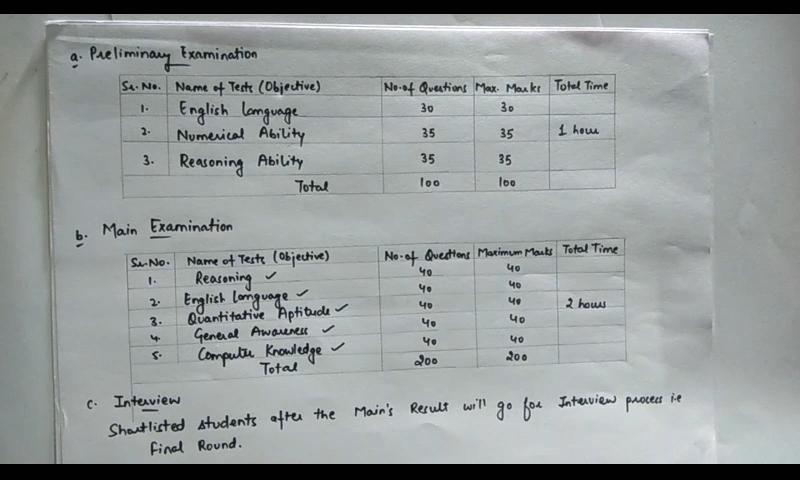 a. Preliminary Examination
Sr. No. Name of Tests (Objective) No. of Questions Max. Marks Total Time
1. English Language 30 30
2. Numerical Ability 35 35 1 hour
3. Reasoning Ability 35 35
Total 100 100
b. Main Examination
Sr. No. Name of Tests (Objective) No. of Questions Maximum Marks Total Time
1. Reasoning ✓ 40 40
2. English Language ✓ 40 40
3. Quantitative Aptitude ✓ 40 40 2 hours
4. General Awareness ✓ 40 40
5. Computer Knowledge ✓ 40 40
Total 200 200
c. Interview
Shortlisted students after the Main's Result will go for Interview process i.e
Final Round.